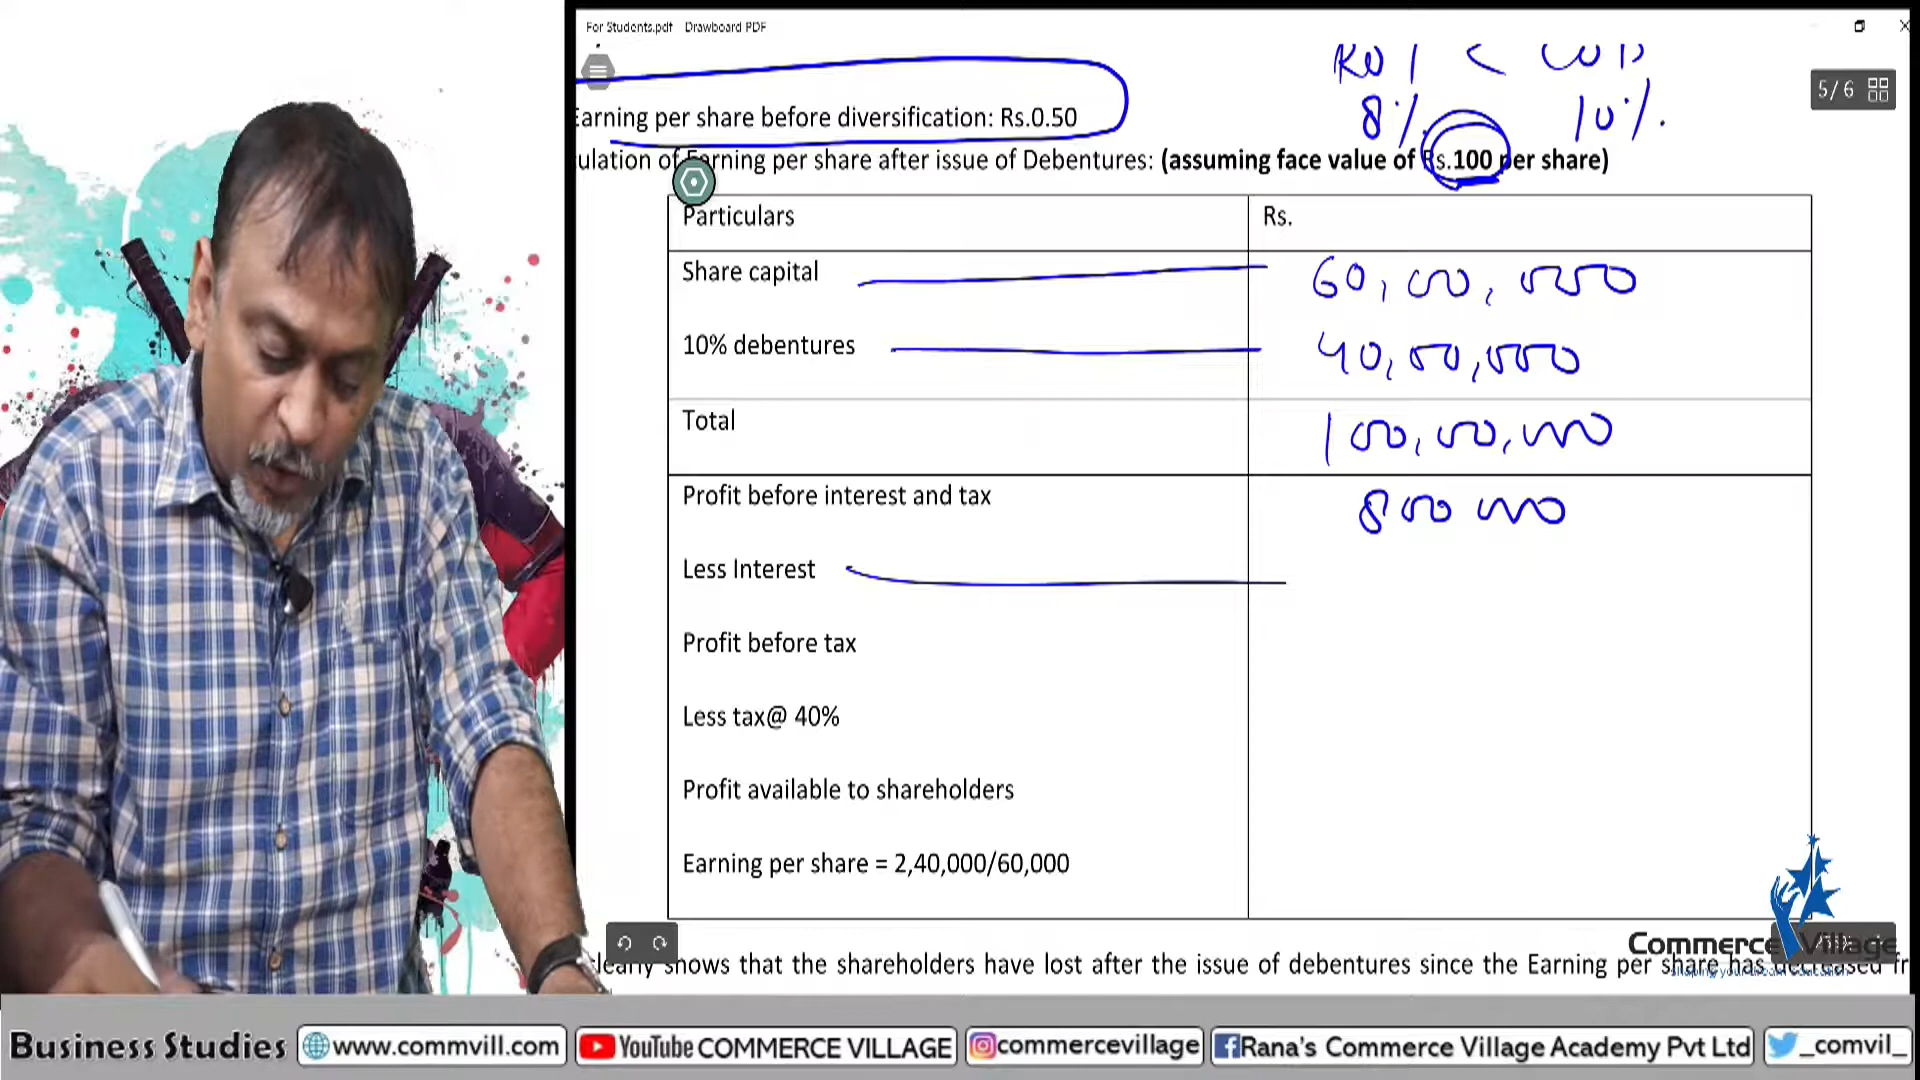 For Students.pdf Drawboard PDF
ROI < COD
8% 10%.
5 / 6
Earning per share before diversification: Rs.0.50
ulation of Earning per share after issue of Debentures: (assuming face value of Rs.100 per share)
Particulars Rs.
Share capital 60,00,000
10% debentures 40,00,000
Total 100,00,000
Profit before interest and tax 800 000
Less Interest
Profit before tax
Less tax@ 40%
Profit available to shareholders
Earning per share = 2,40,000/60,000
Commerce Village
clearly shows that the shareholders have lost after the issue of debentures since the Earning per share has decreased fr
Business Studies www.commvill.com YouTube COMMERCE VILLAGE commercevillage Rana's Commerce Village Academy Pvt Ltd _comvil_